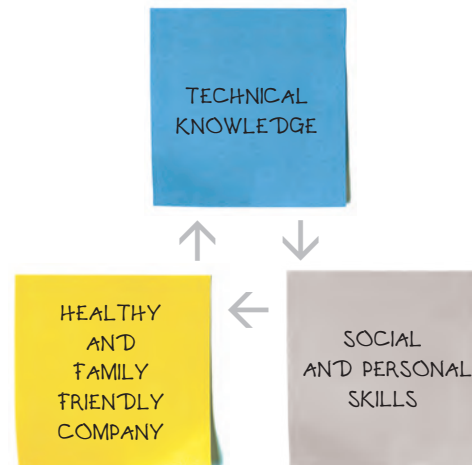 TECHNICAL
KNOWLEDGE
HEALTHY
AND
FAMILY
FRIENDLY
COMPANY
SOCIAL
AND PERSONAL
SKILLS